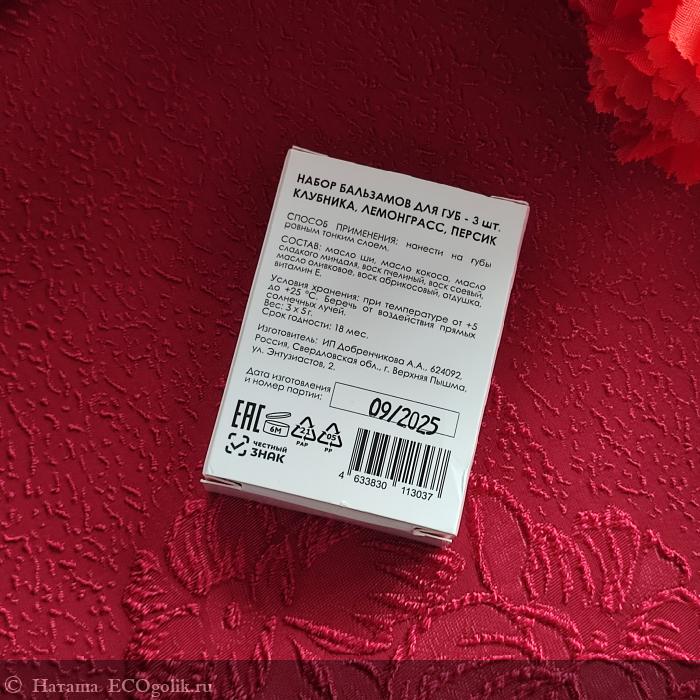 НАБОР БАЛЬЗАМОВ ДЛЯ ГУБ - 3 ШТ.
КЛУБНИКА, ЛЕМОНГРАСС, ПЕРСИК
СПОСОБ ПРИМЕНЕНИЯ: нанести на губы
ровным тонким слоем.
СОСТАВ: масло ши, масло кокоса, масло
сладкого миндаля, воск пчелиный, воск соевый,
масло оливковое, воск абрикосовый, отдушка,
витамин Е.
Условия хранения: при температуре от +5
до +25 °С. Беречь от воздействия прямых
солнечных лучей.
Вес: 3 х 5 г.
Срок годности: 18 мес.
Изготовитель: ИП Добренчикова А.А., 624092,
Россия, Свердловская обл., г. Верхняя Пышма,
ул. Энтузиастов, 2.
Дата изготовления
и номер партии:
09/2025
EAC 6M 21 PAP 05 PP
ЧЕСТНЫЙ
ЗНАК
4 633830 113037
© Натата ECOgolik.ru